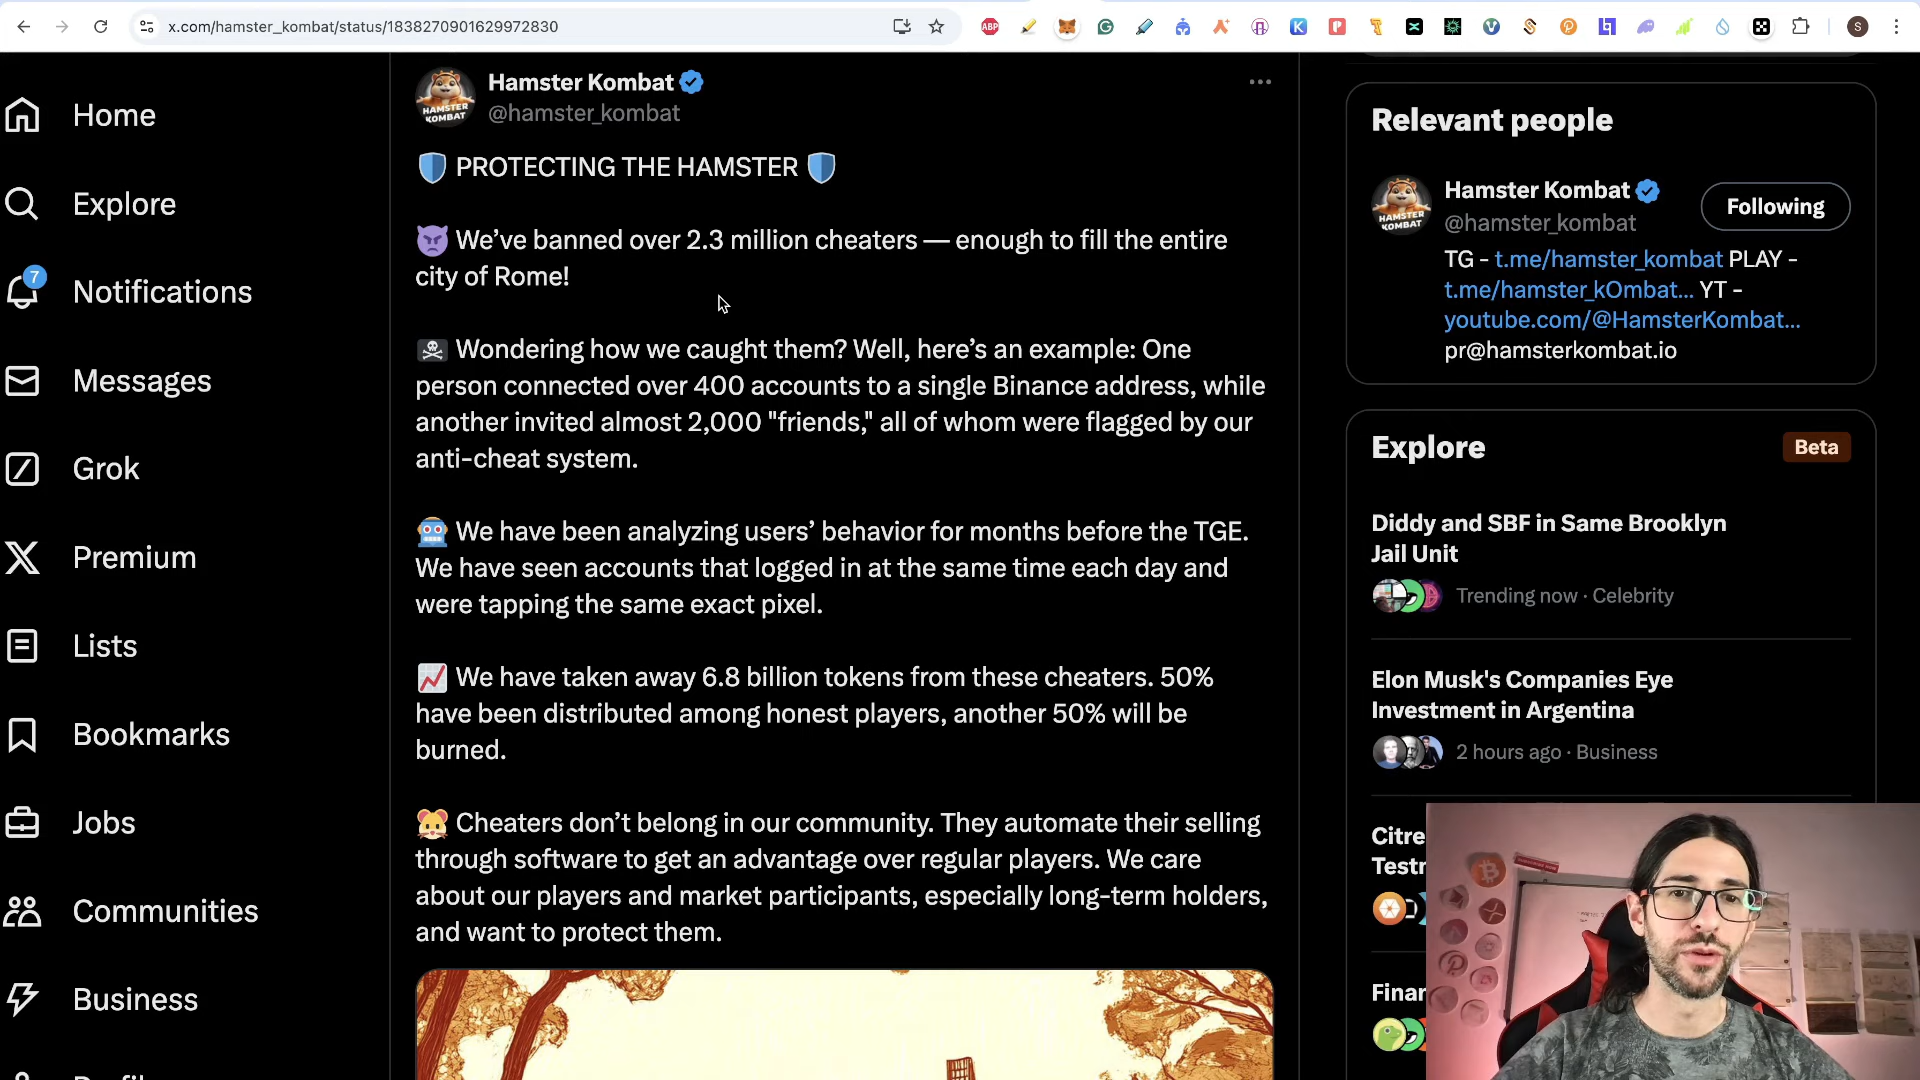 x.com/hamster_kombat/status/1838270901629972830
ABP
S
Home
Explore
7
Notifications
Messages
Grok
Premium
Lists
Bookmarks
Jobs
Communities
Business
HAMSTER
KOMBAT
Hamster Kombat
@hamster_kombat
PROTECTING THE HAMSTER
We’ve banned over 2.3 million cheaters — enough to fill the entire
city of Rome!
Wondering how we caught them? Well, here’s an example: One
person connected over 400 accounts to a single Binance address, while
another invited almost 2,000 "friends," all of whom were flagged by our
anti-cheat system.
We have been analyzing users’ behavior for months before the TGE.
We have seen accounts that logged in at the same time each day and
were tapping the same exact pixel.
We have taken away 6.8 billion tokens from these cheaters. 50%
have been distributed among honest players, another 50% will be
burned.
Cheaters don’t belong in our community. They automate their selling
through software to get an advantage over regular players. We care
about our players and market participants, especially long-term holders,
and want to protect them.
Relevant people
HAMSTER
KOMBAT
Hamster Kombat
@hamster_kombat
Following
TG - t.me/hamster_kombat PLAY -
t.me/hamster_kOmbat… YT -
youtube.com/@HamsterKombat…
pr@hamsterkombat.io
Explore
Beta
Diddy and SBF in Same Brooklyn
Jail Unit
Trending now · Celebrity
Elon Musk's Companies Eye
Investment in Argentina
2 hours ago · Business
Citre
Testr
Finar